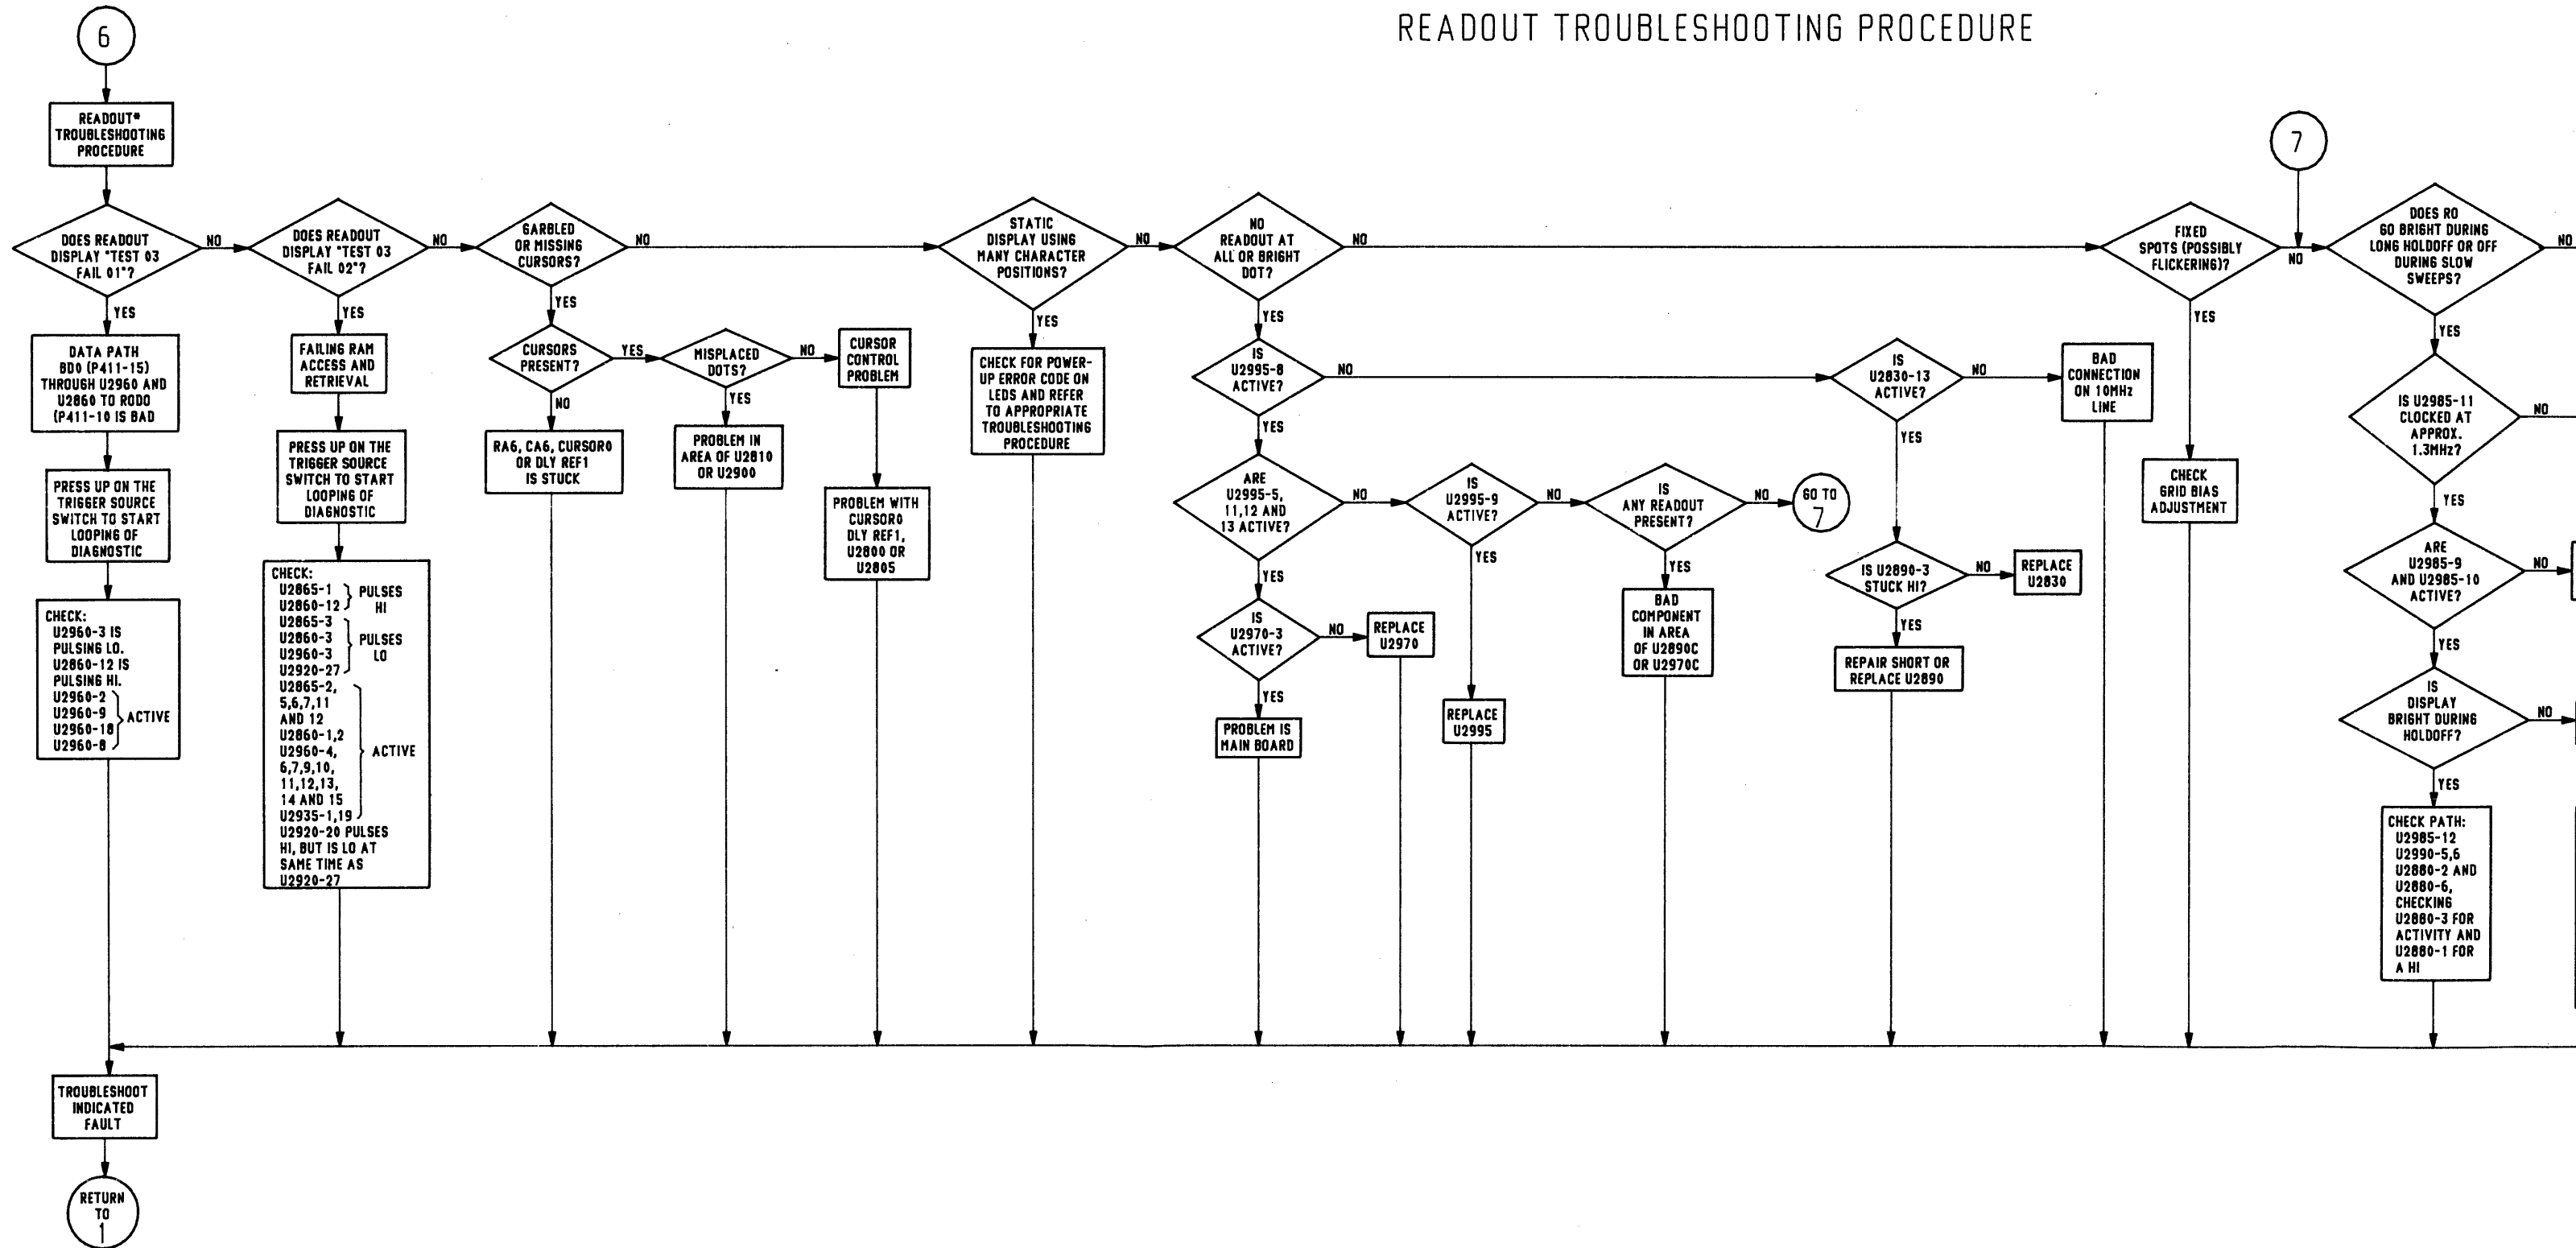 READOUT TROUBLESHOOTING PROCEDURE
6
READOUT*
TROUBLESHOOTING
PROCEDURE
DOES READOUT
DISPLAY "TEST 03
FAIL 01"?
NO
YES
DATA PATH
BD0 (P411-15)
THROUGH U2960 AND
U2860 TO RODO
(P411-10 IS BAD
PRESS UP ON THE
TRIGGER SOURCE
SWITCH TO START
LOOPING OF
DIAGNOSTIC
CHECK:
U2960-3 IS
PULSING LO.
U2860-12 IS
PULSING HI.
U2960-2
U2960-9
U2960-18
U2960-8
ACTIVE
TROUBLESHOOT
INDICATED
FAULT
RETURN
TO
1
DOES READOUT
DISPLAY "TEST 03
FAIL 02"?
NO
YES
FAILING RAM
ACCESS AND
RETRIEVAL
PRESS UP ON THE
TRIGGER SOURCE
SWITCH TO START
LOOPING OF
DIAGNOSTIC
CHECK:
U2865-1
U2860-12
PULSES
HI
U2865-3
U2860-3
U2960-3
U2920-27
PULSES
LO
U2865-2,
5,6,7,11
AND 12
U2860-1,2
U2960-4,
6,7,9,10,
11,12,13,
14 AND 15
U2935-1,19
ACTIVE
U2920-20 PULSES
HI, BUT IS LO AT
SAME TIME AS
U2920-27
GARBLED
OR MISSING
CURSORS?
NO
YES
CURSORS
PRESENT?
YES
NO
RA6, CA6, CURSOR0
OR DLY REF1
IS STUCK
MISPLACED
DOTS?
NO
YES
PROBLEM IN
AREA OF U2810
OR U2900
CURSOR
CONTROL
PROBLEM
PROBLEM WITH
CURSOR0
DLY REF1,
U2800 OR
U2805
STATIC
DISPLAY USING
MANY CHARACTER
POSITIONS?
NO
YES
CHECK FOR POWER-
UP ERROR CODE ON
LEDS AND REFER
TO APPROPRIATE
TROUBLESHOOTING
PROCEDURE
NO
READOUT AT
ALL OR BRIGHT
DOT?
NO
YES
IS
U2995-8
ACTIVE?
NO
YES
ARE
U2995-5,
11,12 AND
13 ACTIVE?
NO
YES
IS
U2970-3
ACTIVE?
NO
YES
REPLACE
U2970
PROBLEM IS
MAIN BOARD
IS
U2995-9
ACTIVE?
NO
YES
REPLACE
U2995
IS
ANY READOUT
PRESENT?
NO
YES
GO TO
7
BAD
COMPONENT
IN AREA
OF U2890C
OR U2970C
IS
U2830-13
ACTIVE?
NO
YES
BAD
CONNECTION
ON 10MHz
LINE
IS U2890-3
STUCK HI?
NO
YES
REPLACE
U2830
REPAIR SHORT OR
REPLACE U2890
FIXED
SPOTS (POSSIBLY
FLICKERING)?
NO
YES
CHECK
GRID BIAS
ADJUSTMENT
7
DOES RO
GO BRIGHT DURING
LONG HOLDOFF OR OFF
DURING SLOW
SWEEPS?
NO
YES
IS U2985-11
CLOCKED AT
APPROX.
1.3MHz?
NO
YES
ARE
U2985-9
AND U2985-10
ACTIVE?
NO
YES
IS
DISPLAY
BRIGHT DURING
HOLDOFF?
NO
YES
CHECK PATH:
U2985-12
U2990-5,6
U2880-2 AND
U2880-6,
CHECKING
U2880-3 FOR
ACTIVITY AND
U2880-1 FOR
A HI